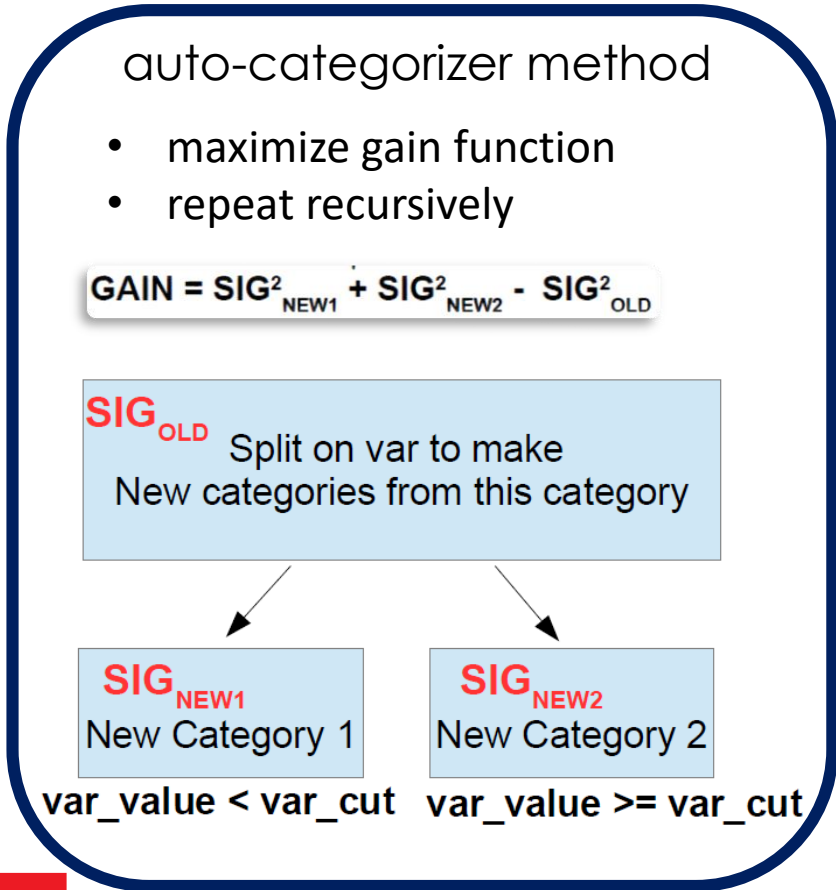 auto-categorizer method
• maximize gain function
• repeat recursively
GAIN = SIG²NEW1 + SIG²NEW2 - SIG²OLD
SIGOLD
Split on var to make
New categories from this category
SIGNEW1 SIGNEW2
New Category 1 New Category 2
var_value < var_cut var_value >= var_cut